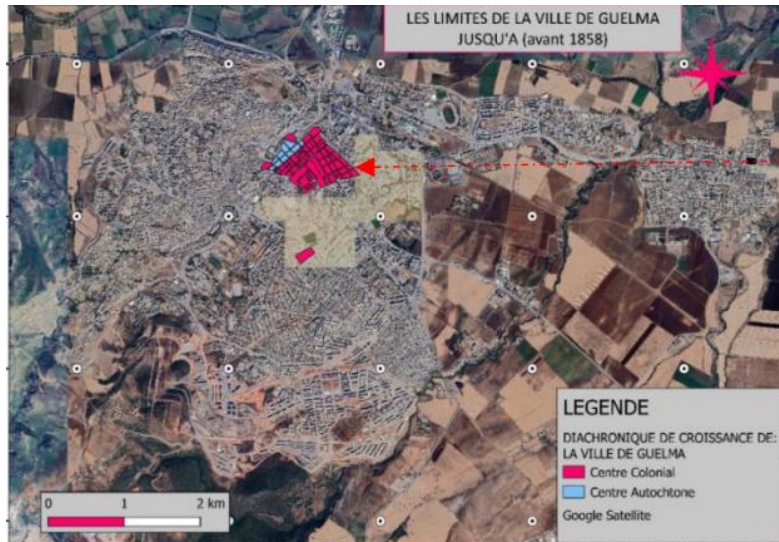 LES LIMITES DE LA VILLE DE GUELMA
JUSQU'A (avant 1858)
LEGENDE
DIACHRONIQUE DE CROISSANCE DE:
LA VILLE DE GUELMA
Centre Colonial
Centre Autochtone
Google Satellite
0 1 2 km